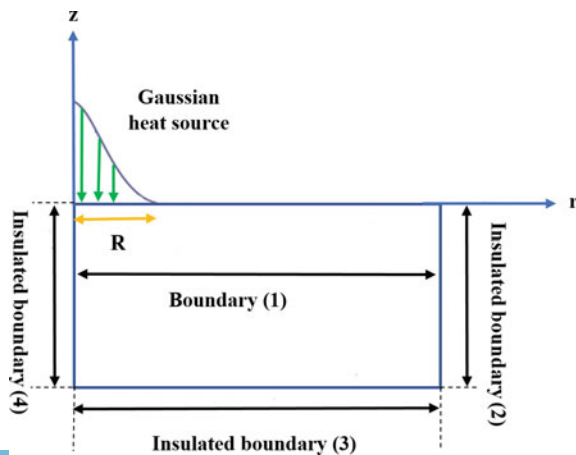 z
Gaussian
heat source
r
R
Boundary (1)
Insulated boundary (4)
Insulated boundary (2)
Insulated boundary (3)